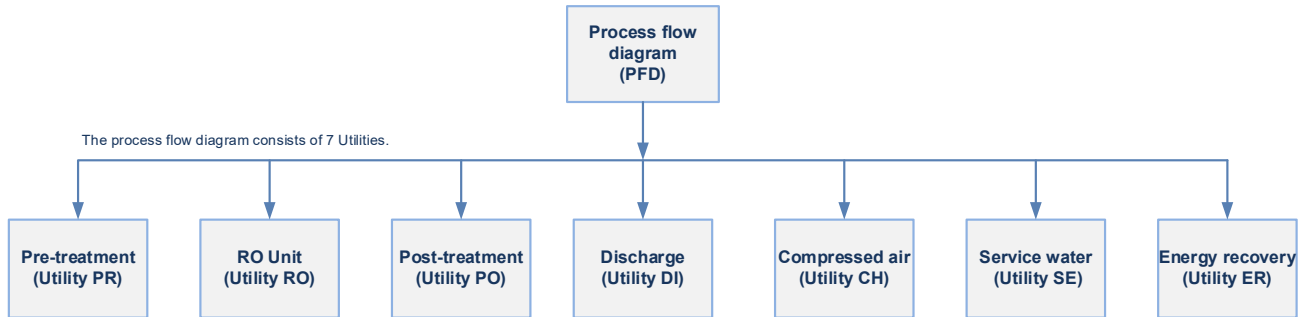 Process flow
diagram
(PFD)
The process flow diagram consists of 7 Utilities.
Pre-treatment
(Utility PR)
RO Unit
(Utility RO)
Post-treatment
(Utility PO)
Discharge
(Utility DI)
Compressed air
(Utility CH)
Service water
(Utility SE)
Energy recovery
(Utility ER)